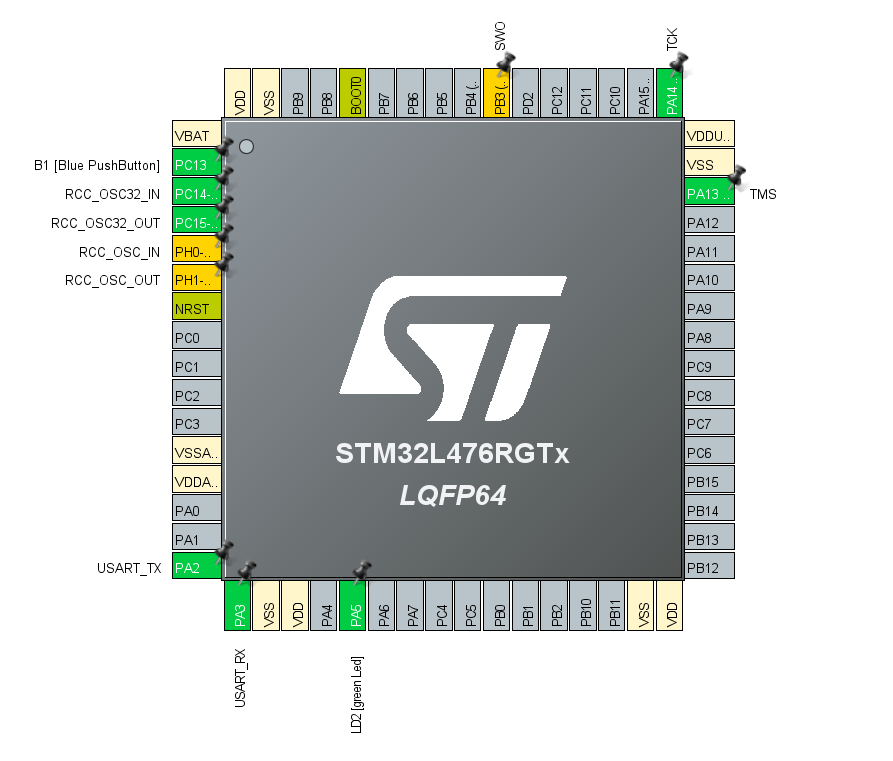 SWO
TCK
VDD
VSS
PB9
PB8
BOOT0
PB7
PB6
PB5
PB4 (..
PB3 (..
PD2
PC12
PC11
PC10
PA15..
PA14 ..
VBAT
VDDU..
B1 [Blue PushButton]
PC13
VSS
RCC_OSC32_IN
PC14-..
PA13 ..
TMS
RCC_OSC32_OUT
PC15-..
PA12
RCC_OSC_IN
PH0-..
PA11
RCC_OSC_OUT
PH1-..
PA10
NRST
PA9
PC0
PA8
PC1
PC9
PC2
PC8
PC3
PC7
VSSA..
PC6
VDDA..
PB15
PA0
PB14
PA1
PB13
USART_TX
PA2
PB12
ST
STM32L476RGTx
LQFP64
PA3
VSS
VDD
PA4
PA5
PA6
PA7
PC4
PC5
PB0
PB1
PB2
PB10
PB11
VSS
VDD
USART_RX
LD2 [green Led]